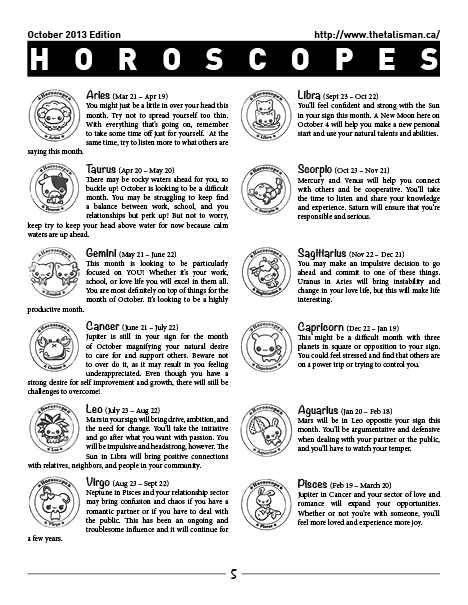 October 2013 Edition
http://www.thetalisman.ca/
HOROSCOPES
Horoscopes
Aries
Aries (Mar 21 – Apr 19)
You might just be a little in over your head this
month. Try not to spread yourself too thin.
With everything that's going on, remember
to take some time off just for yourself. At the
same time, try to listen more to what others are
saying this month.
Horoscopes
Taurus
Taurus (Apr 20 – May 20)
There may be rocky waters ahead for you, so
buckle up! October is looking to be a difficult
month. You may be struggling to keep find
a balance between work, school, and you
relationships but perk up! But not to worry,
keep try to keep your head above water for now because calm
waters are up ahead.
Horoscopes
Gemini
Gemini (May 21 – June 22)
This month is looking to be particularly
focused on YOU! Whether it's your work,
school, or love life you will excel in them all.
You are most definitely on top of things for the
month of October. It's looking to be a highly
productive month.
Horoscopes
Cancer
Cancer (June 21 – July 22)
Jupiter is still in your sign for the month
of October magnifying your natural desire
to care for and support others. Beware not
to over do it, as it may result in you feeling
underappreciated. Even though you have a
strong desire for self improvement and growth, there will still be
challenges to overcome!
Horoscopes
Leo
Leo (July 23 – Aug 22)
Mars in your sign will bring drive, ambition, and
the need for change. You'll take the initiative
and go after what you want with passion. You
will be impulsive and headstrong, however. The
Sun in Libra will bring positive connections
with relatives, neighbors, and people in your community.
Horoscopes
Virgo
Virgo (Aug 23 – Sept 22)
Neptune in Pisces and your relationship sector
may bring confusion and chaos if you have a
romantic partner or if you have to deal with
the public. This has been an ongoing and
troublesome influence and it will continue for
a few years.
Horoscopes
Libra
Libra (Sept 23 – Oct 22)
You'll feel confident and strong with the Sun
in your sign this month. A New Moon here on
October 4 will help you make a new personal
start and use your natural talents and abilities.
Horoscopes
Scorpio
Scorpio (Oct 23 – Nov 21)
Mercury and Venus will help you connect
with others and be cooperative. You'll take
the time to listen and share your knowledge
and experience. Saturn will ensure that you're
responsible and serious.
Horoscopes
Sagittarius
Sagittarius (Nov 22 – Dec 21)
You may make an impulsive decision to go
ahead and commit to one of these things.
Uranus in Aries will bring instability and
change in your love life, but this will make life
interesting.
Horoscopes
Capricorn
Capricorn (Dec 22 – Jan 19)
This might be a difficult month with three
planets in square or opposition to your sign.
You could feel stressed and find that others are
on a power trip or trying to control you.
Horoscopes
Aquarius
Aquarius (Jan 20 – Feb 18)
Mars will be in Leo opposite your sign this
month. You'll be argumentative and defensive
when dealing with your partner or the public,
and you'll have to watch your temper.
Horoscopes
Pisces
Pisces (Feb 19 – March 20)
Jupiter in Cancer and your sector of love and
romance will expand your opportunities.
Whether or not you're with someone, you'll
feel more loved and experience more joy.
5